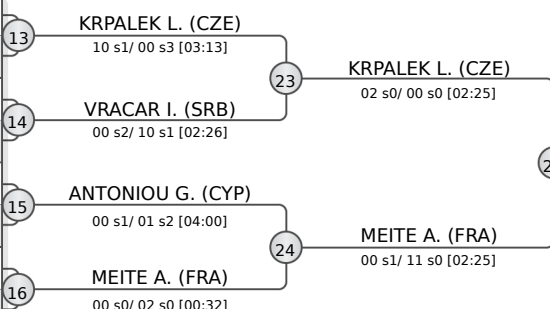 13
KRPALEK L. (CZE)
10 s1/ 00 s3 [03:13]
23
KRPALEK L. (CZE)
02 s0/ 00 s0 [02:25]
14
VRACAR I. (SRB)
00 s2/ 10 s1 [02:26]
2
15
ANTONIOU G. (CYP)
00 s1/ 01 s2 [04:00]
24
MEITE A. (FRA)
00 s1/ 11 s0 [02:25]
16
MEITE A. (FRA)
00 s0/ 02 s0 [00:32]